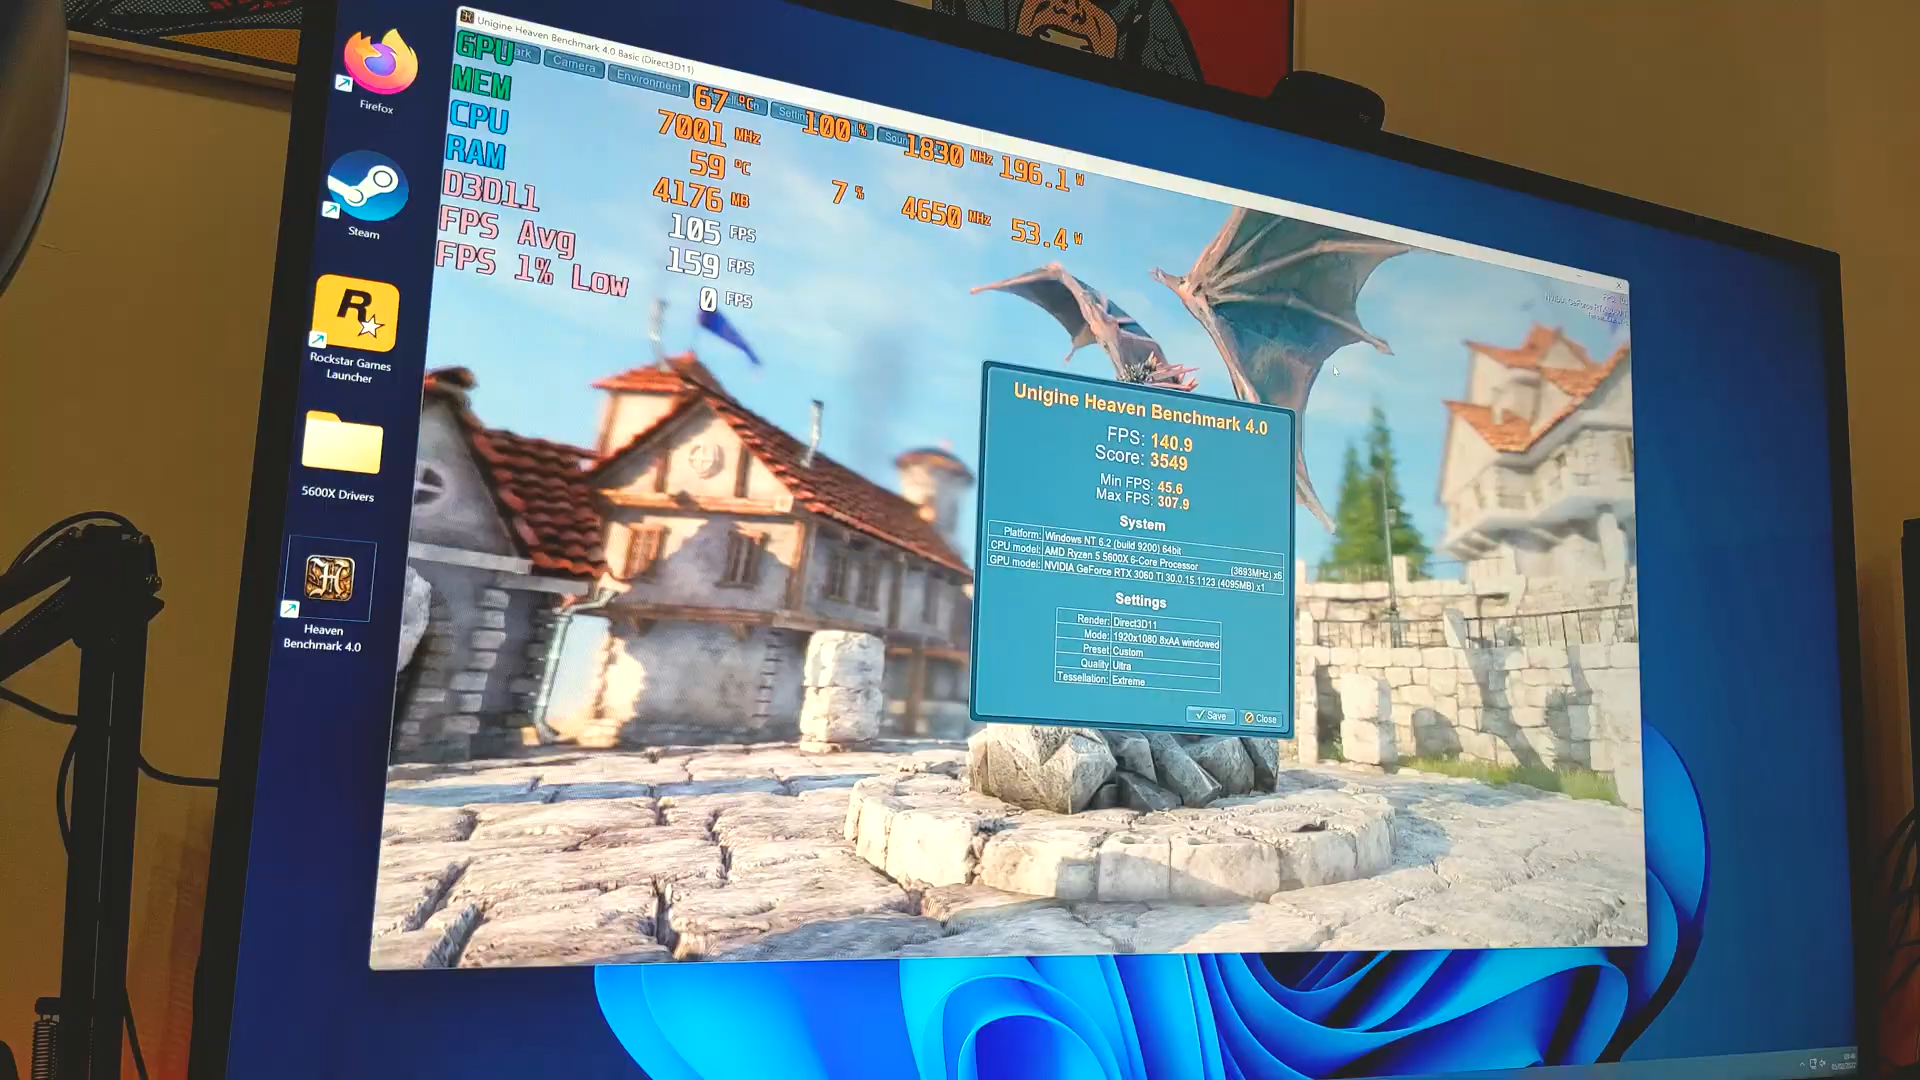 Unigine Heaven Benchmark 4.0 Basic (Direct3D11)
Camera
Environment
GPU 67 °C 100 % 1830 MHz 196.1 W
MEM 7001 MHz
CPU 59 °C 7 % 4650 MHz 53.4 W
RAM 4176 MB
D3D11 105 FPS
FPS Avg 159 FPS
FPS 1% Low 0 FPS
Firefox
Steam
R
Rockstar Games
Launcher
5600X Drivers
Heaven
Benchmark 4.0
Unigine Heaven Benchmark 4.0
FPS: 140.9
Score: 3549
Min FPS: 45.6
Max FPS: 307.9
System
Platform: Windows NT 6.2 (build 9200) 64bit
CPU model: AMD Ryzen 5 5600X 6-Core Processor (3693MHz) x6
GPU model: NVIDIA GeForce RTX 3060 Ti 30.0.15.1123 (4095MB) x1
Settings
Render: Direct3D11
Mode: 1920x1080 8xAA windowed
Preset Custom
Quality Ultra
Tessellation: Extreme
Save
Close